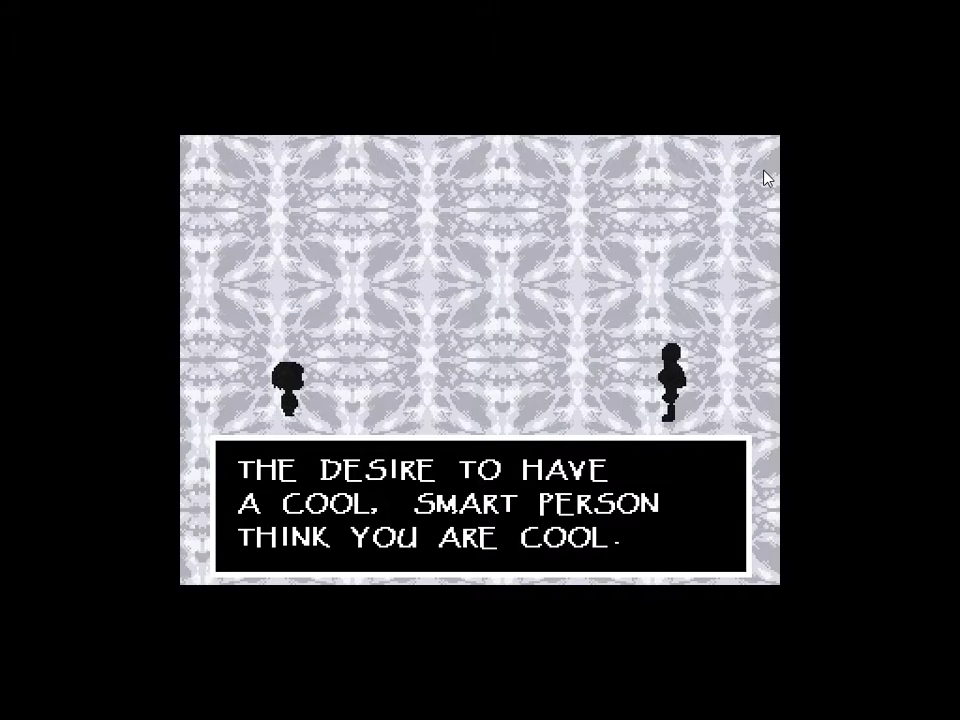 THE DESIRE TO HAVE
A COOL, SMART PERSON
THINK YOU ARE COOL.